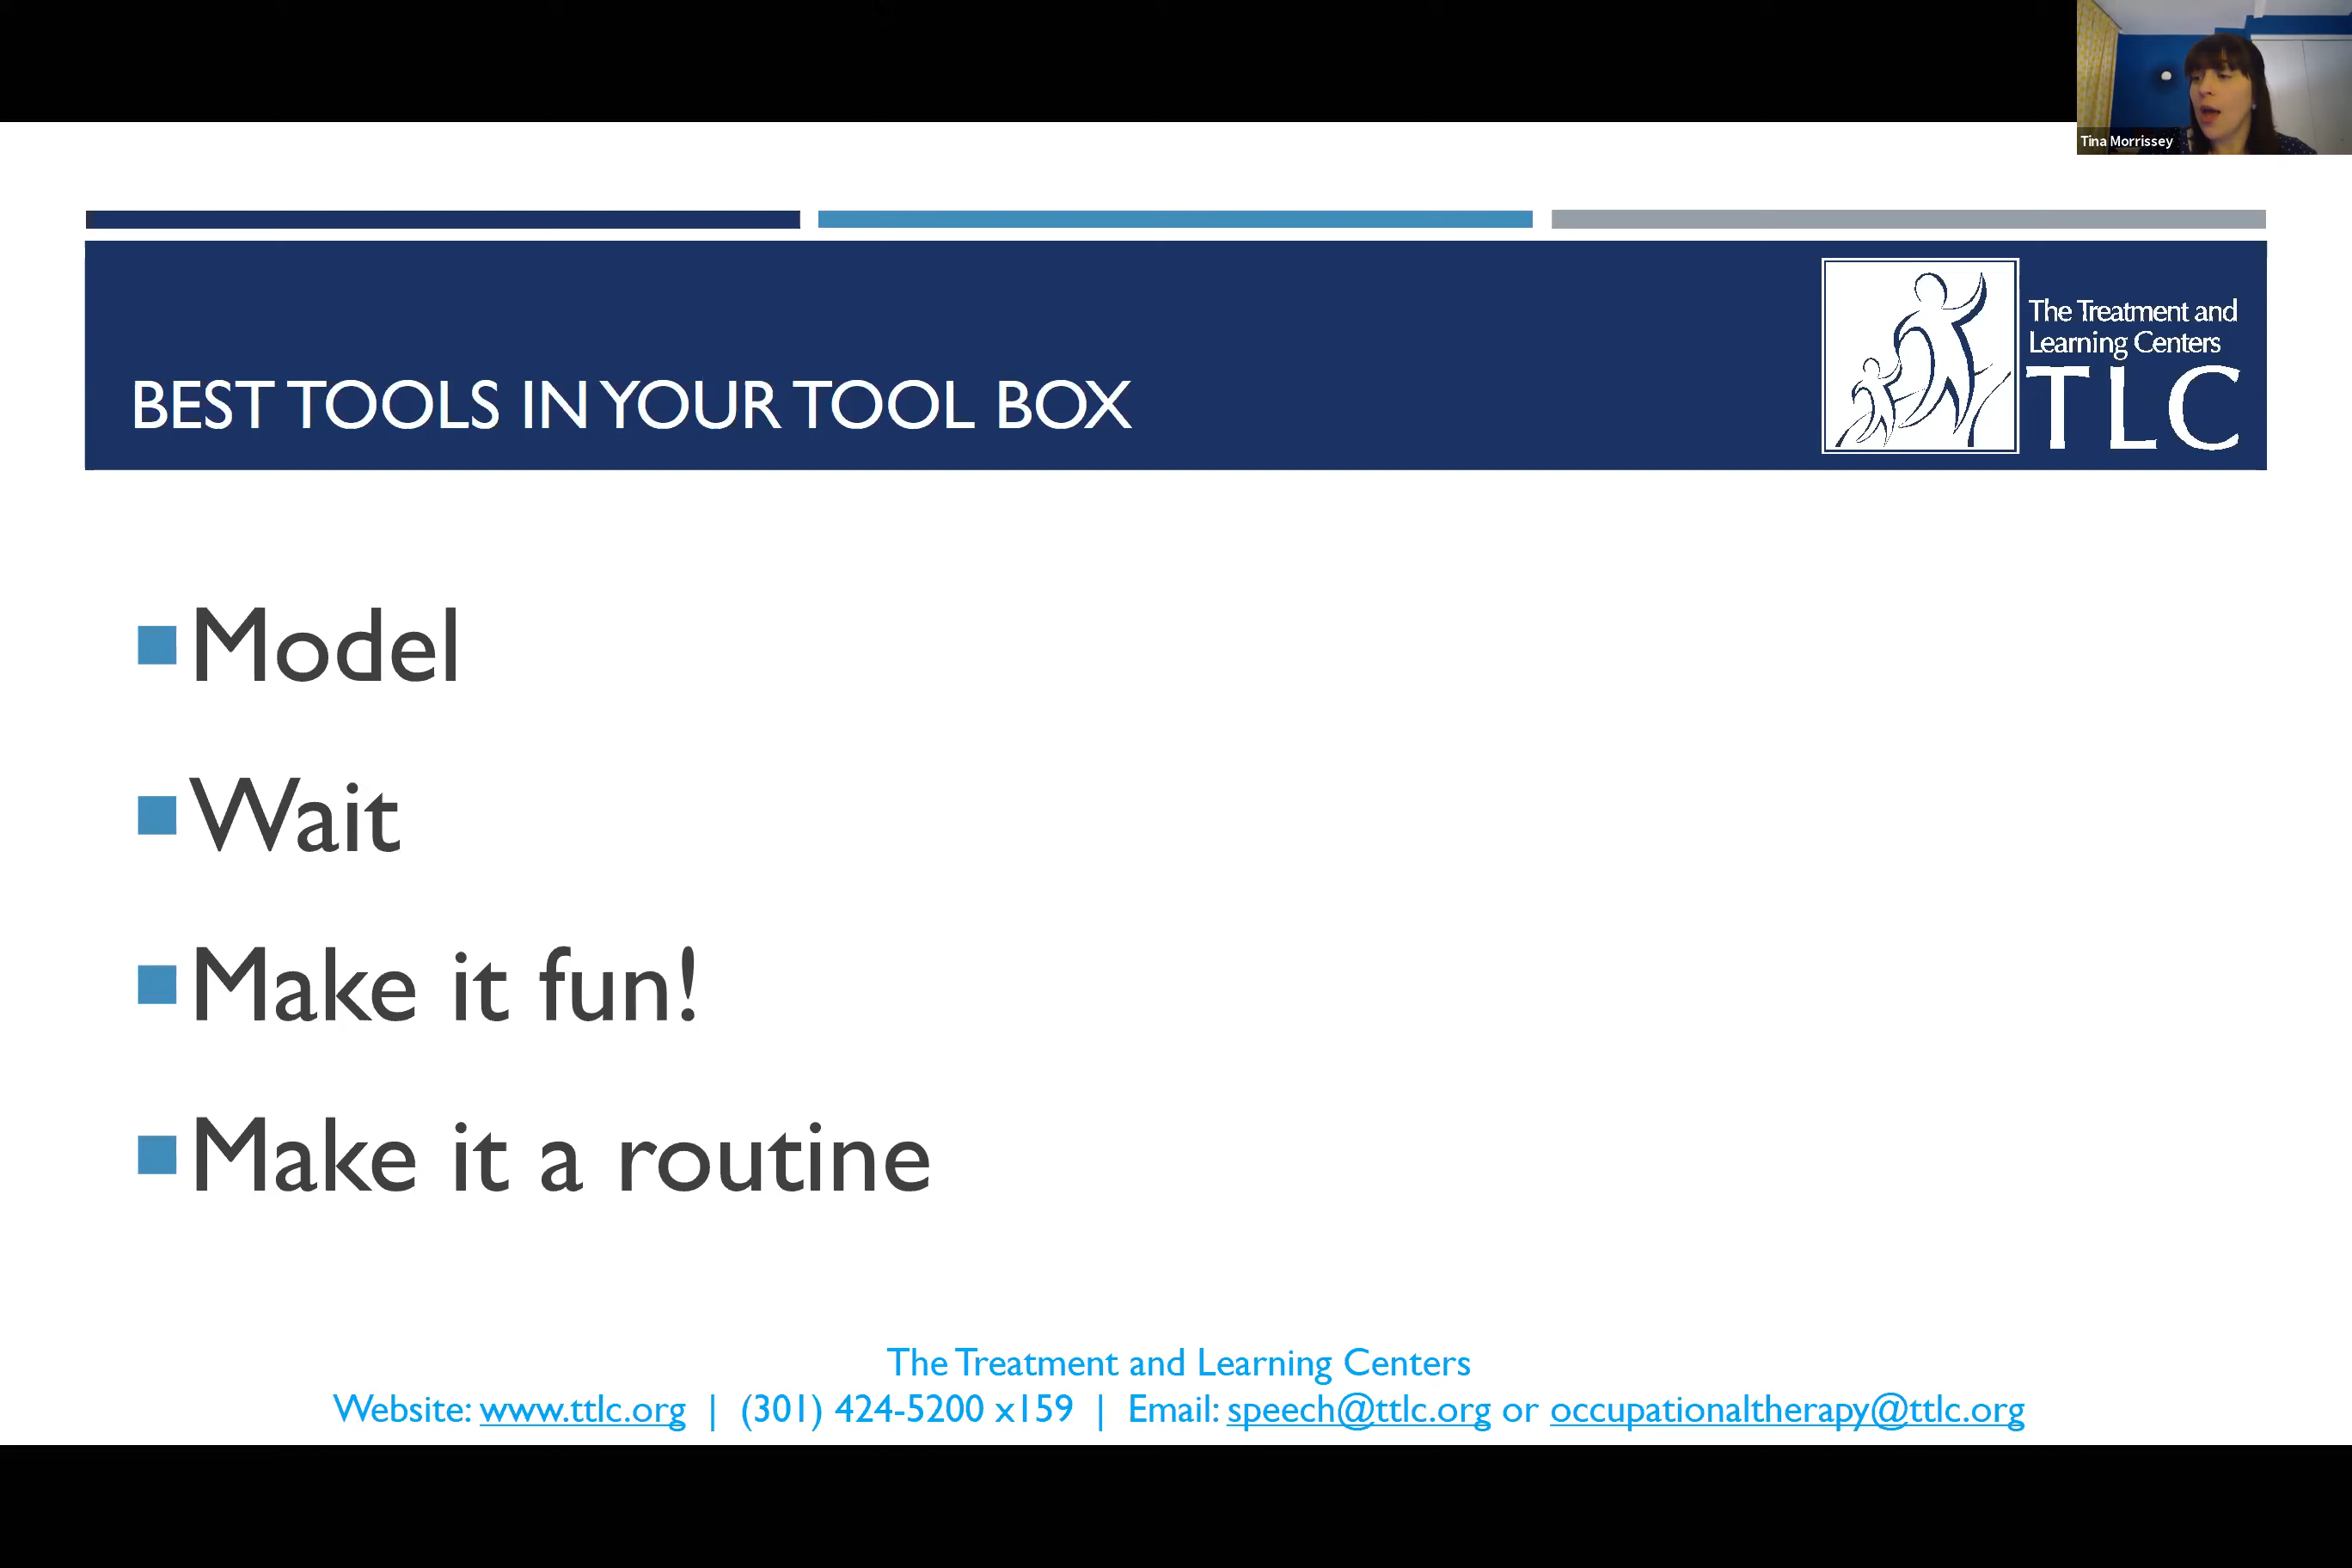 Tina Morrissey
The Treatment and
Learning Centers
TLC
BEST TOOLS IN YOUR TOOL BOX
Model
Wait
Make it fun!
Make it a routine
The Treatment and Learning Centers
Website: www.ttlc.org | (301) 424-5200 x159 | Email: speech@ttlc.org or occupationaltherapy@ttlc.org